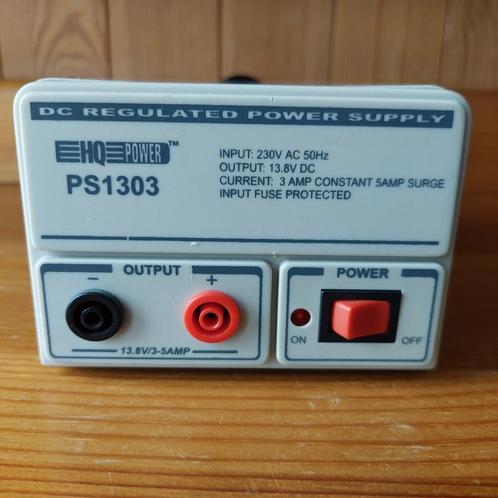 DC REGULATED POWER SUPPLY
HQ POWER™
PS1303
INPUT: 230V AC 50Hz
OUTPUT: 13.8V DC
CURRENT: 3 AMP CONSTANT 5AMP SURGE
INPUT FUSE PROTECTED
OUTPUT
− +
13.8V/3-5AMP
POWER
ON OFF